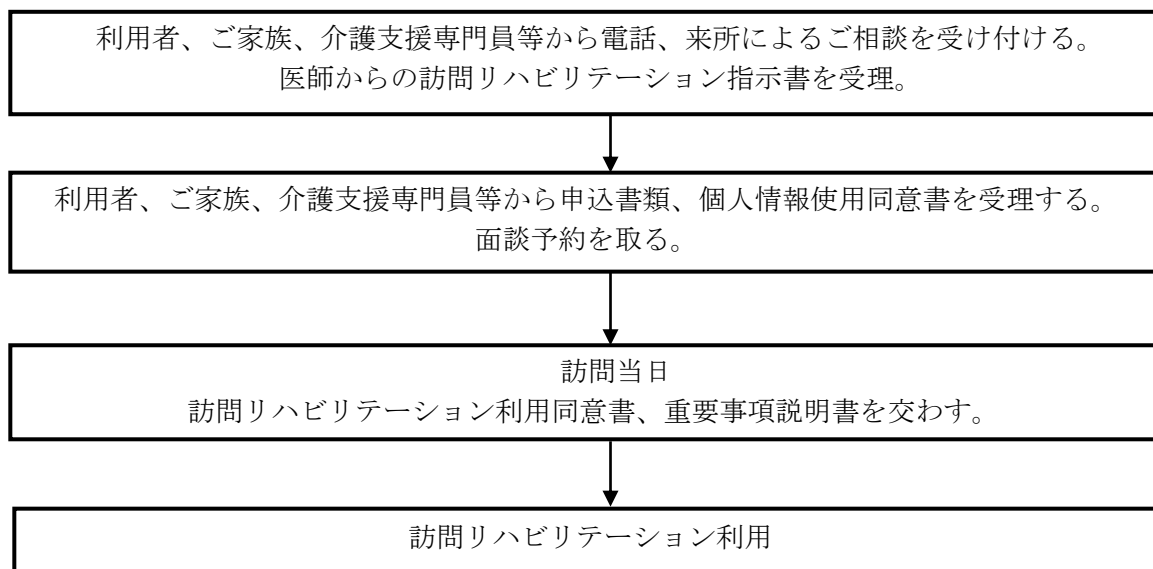 利用者、ご家族、介護支援専門員等から電話、来所によるご相談を受け付ける。
医師からの訪問リハビリテーション指示書を受理。
利用者、ご家族、介護支援専門員等から申込書類、個人情報使用同意書を受理する。
面談予約を取る。
訪問当日
訪問リハビリテーション利用同意書、重要事項説明書を交わす。
訪問リハビリテーション利用